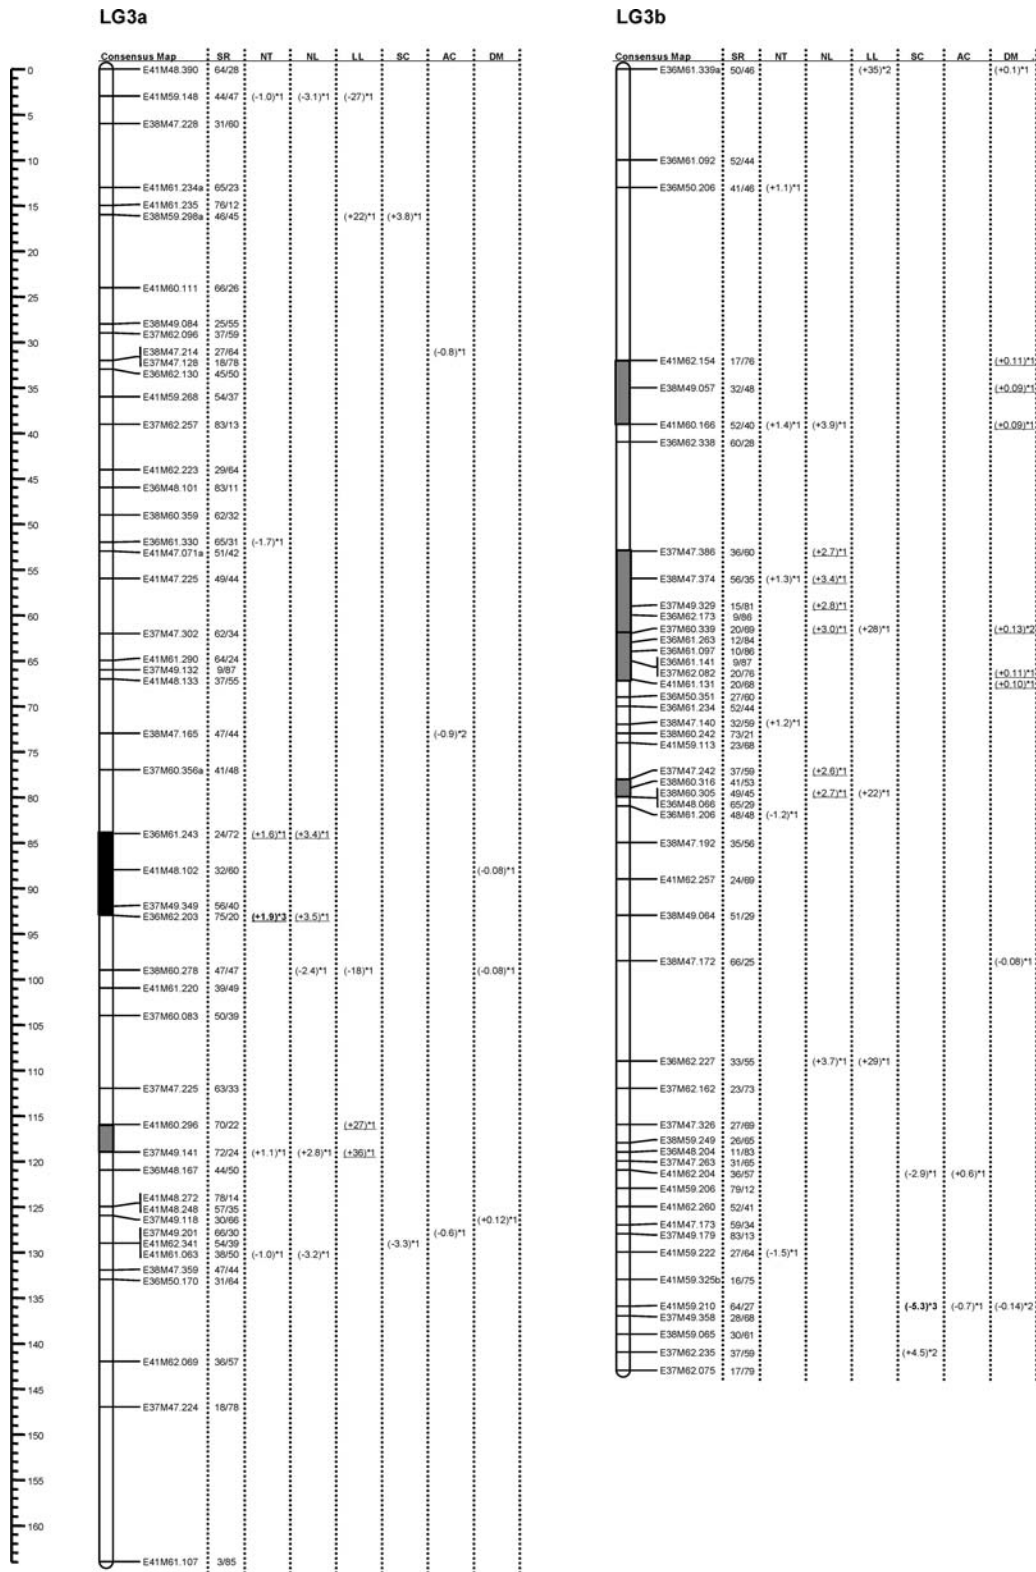 LG3a
Consensus Map SR NT NL LL SC AC DM
0 E41M48.390 64/28
E41M59.148 44/47 (-1.0)*1 (-3.1)*1 (-27)*1
5
E38M47.228 31/60
10
E41M61.234a 65/23
15 E41M61.235 76/12
E38M59.298a 46/45 (+22)*1 (+3.8)*1
20
E41M60.111 66/26
25
E38M49.084 25/55
E37M62.096 37/59
30
E38M47.214 27/64 (-0.8)*1
E37M47.128 18/78
E36M62.130 45/50
35
E41M59.268 54/37
E37M62.257 83/13
40
E41M62.223 29/64
45
E36M48.101 83/11
E38M60.359 62/32
50
E36M61.330 65/31 (-1.7)*1
E41M47.071a 51/42
55
E41M47.225 49/44
60
E37M47.302 62/34
E41M61.290 64/24
65
E37M49.132 9/87
E41M48.133 37/55
70
E38M47.165 47/44 (-0.9)*2
75
E37M60.356a 41/48
80
E36M61.243 24/72 (+1.6)*1 (+3.4)*1
85
E41M48.102 32/60 (-0.08)*1
90
E37M49.349 56/40
E36M62.203 75/20 (+1.9)*3 (+3.5)*1
95
E38M60.278 47/47 (-2.4)*1 (-18)*1 (-0.08)*1
100
E41M61.220 39/49
E37M60.083 50/39
105
110
E37M47.225 63/33
115
E41M60.296 70/22 (+27)*1
E37M49.141 72/24 (+1.1)*1 (+2.8)*1 (+36)*1
120
E36M48.167 44/50
E41M48.272 78/14
125
E41M48.248 57/35
E37M49.118 30/66 (+0.12)*1
E37M49.201 66/30 (-0.6)*1
E41M62.341 54/39 (-3.3)*1
130
E41M61.063 38/50 (-1.0)*1 (-3.2)*1
E38M47.359 47/44
E36M50.170 31/64
135
140
E41M62.069 36/57
145
E37M47.224 18/78
150
155
160
E41M61.107 3/85
LG3b
Consensus Map SR NT NL LL SC AC DM
E36M61.339a 50/46 (+35)*2 (+0.1)*1
E36M61.092 52/44
E36M50.206 41/46 (+1.1)*1
E41M62.154 17/76 (+0.11)*1
E38M49.057 32/48 (+0.09)*1
E41M60.166 52/40 (+1.4)*1 (+3.9)*1 (+0.09)*1
E36M62.338 60/28
E37M47.386 36/60 (+2.7)*1
E38M47.374 56/35 (+1.3)*1 (+3.4)*1
E37M49.329 15/81 (+2.8)*1
E36M62.173 9/86
E37M60.339 20/69 (+3.0)*1 (+28)*1 (+0.13)*2
E36M61.263 12/84
E36M61.097 10/86
E36M61.141 9/87
E37M62.082 20/76 (+0.11)*1
E41M61.131 20/68 (+0.10)*1
E36M50.351 27/60
E36M61.234 52/44
E38M47.140 32/59 (+1.2)*1
E38M60.242 73/21
E41M59.113 23/68
E37M47.242 37/59 (+2.6)*1
E38M60.316 41/53
E38M60.305 49/45 (+2.7)*1 (+22)*1
E36M48.066 65/29
E36M61.206 48/48 (-1.2)*1
E38M47.192 35/56
E41M62.257 24/69
E38M49.064 51/29
E38M47.172 66/25 (-0.08)*1
E36M62.227 33/55 (+3.7)*1 (+29)*1
E37M62.162 23/73
E37M47.326 27/69
E38M59.249 26/65
E36M48.204 11/83
E37M47.263 31/65
E41M62.204 36/57 (-2.9)*1 (+0.6)*1
E41M59.206 79/12
E41M62.260 52/41
E41M47.173 59/34
E37M49.179 83/13
E41M59.222 27/64 (-1.5)*1
E41M59.325b 16/75
E41M59.210 64/27 (-5.3)*3 (-0.7)*1 (-0.14)*2
E37M49.358 28/68
E38M59.065 30/61
E37M62.235 37/59 (+4.5)*2
E37M62.075 17/79